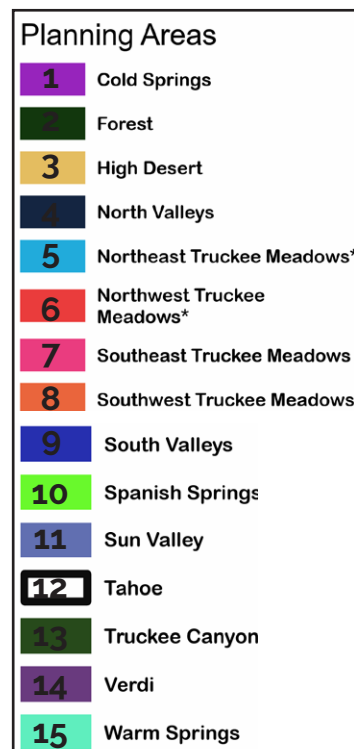 Planning Areas
1 Cold Springs
2 Forest
3 High Desert
4 North Valleys
5 Northeast Truckee Meadows*
6 Northwest Truckee
Meadows*
7 Southeast Truckee Meadows
8 Southwest Truckee Meadows
9 South Valleys
10 Spanish Springs
11 Sun Valley
12 Tahoe
13 Truckee Canyon
14 Verdi
15 Warm Springs